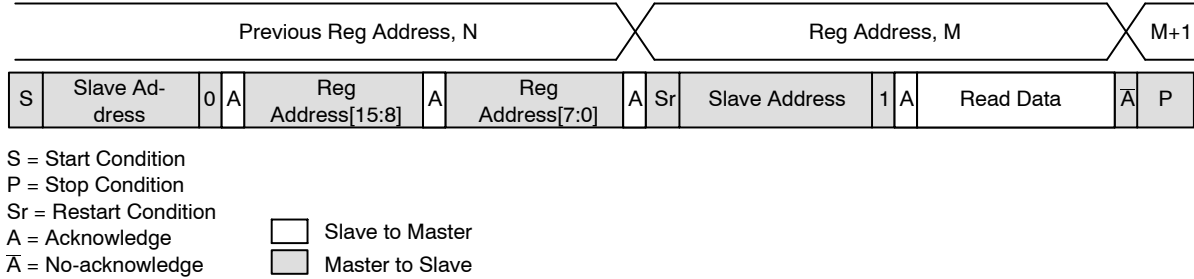 Previous Reg Address, N Reg Address, M M+1
S Slave Ad- dress 0 A Reg Address[15:8] A Reg Address[7:0] A Sr Slave Address 1 A Read Data A̅ P
S = Start Condition
P = Stop Condition
Sr = Restart Condition
A = Acknowledge
A̅ = No-acknowledge
Slave to Master
Master to Slave